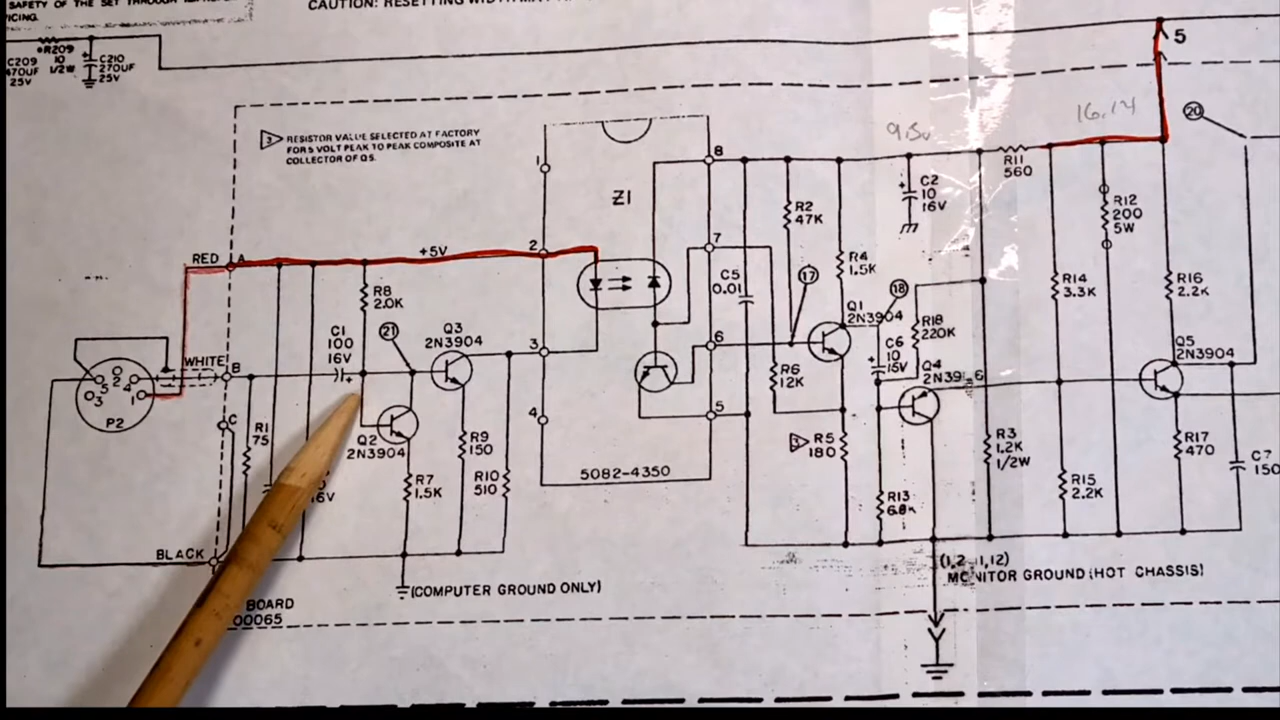 SAFETY OF THE SET THROUGH
CAUTION: RESETTING WIDTH
ICING.
5
*R209
10
1/2W
C210
270UF
25V
C209
470UF
25V
16.14
20
9.5v
3 RESISTOR VALUE SELECTED AT FACTORY
FOR 5 VOLT PEAK TO PEAK COMPOSITE AT
COLLECTOR OF Q5.
1
8
Z1
R11
560
C2
10
16V
R2
47K
R12
200
5W
RED
A
+5V
2
7
R4
1.5K
C5
0.01
17
18
R14
3.3K
R16
2.2K
R8
2.0K
C1
100
16V
21
Q3
2N3904
Q1
2N3904
R18
220K
C6
10
15V
Q4
Q5
2N3904
3
6
WHITE
B
5
2
4
3
1
P2
R6
12K
C
R1
75
4
5
Q2
2N3904
R9
150
R5
180
R3
1.2K
1/2W
R17
470
C7
150
5082-4350
R7
1.5K
R10
510
16V
R15
2.2K
R13
6.8K
BLACK
MONITOR GROUND (HOT CHASSIS)
(COMPUTER GROUND ONLY)
BOARD
00065